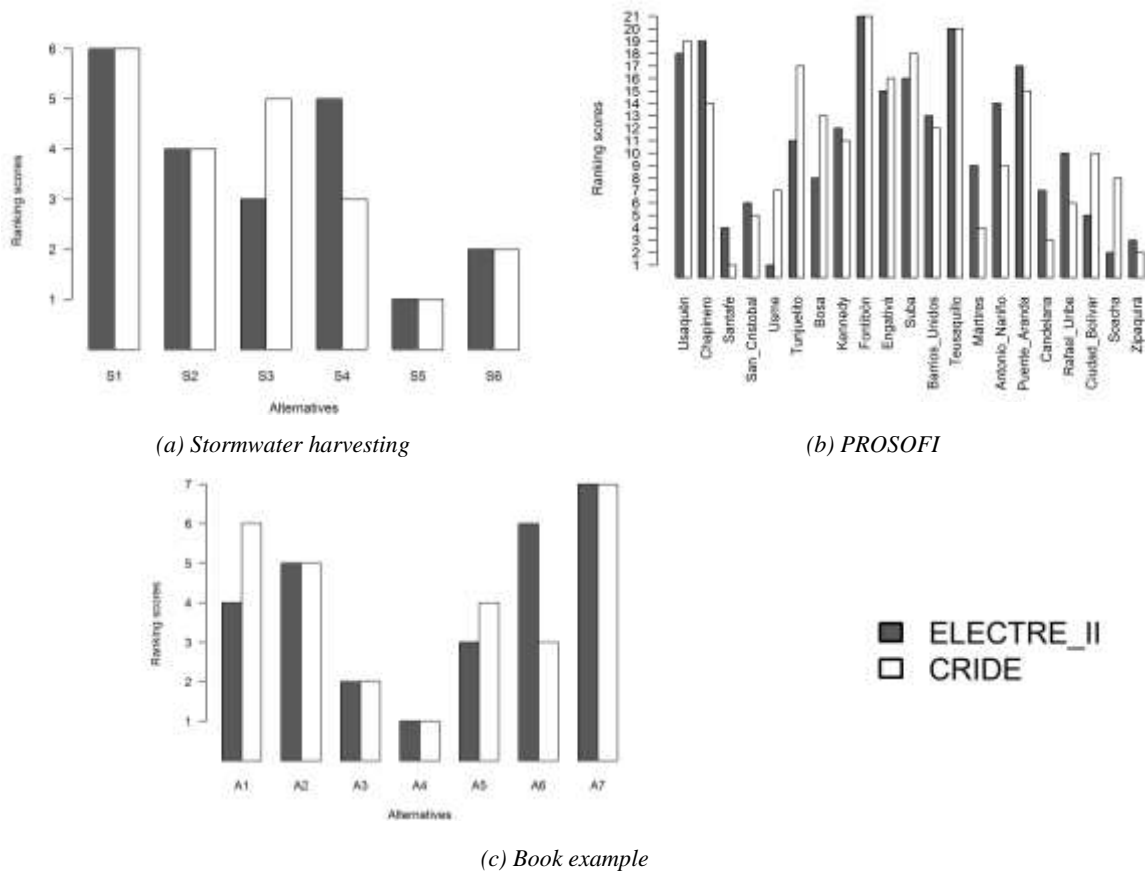 6
5
4
3
2
1
Ranking scores
S1 S2 S3 S4 S5 S6
Alternatives
(a) Stormwater harvesting
21
20
19
18
17
16
15
14
13
12
11
10
9
8
7
6
5
4
3
2
1
Ranking scores
Usaquén
Chapinero
Santafe
San_Cristobal
Usme
Tunjuelito
Bosa
Kennedy
Fontibón
Engativá
Suba
Barrios_Unidos
Teusaquillo
Mártires
Antonio_Nariño
Puente_Aranda
Candelaria
Rafael_Uribe
Ciudad_Bolívar
Soacha
Zipaquira
(b) PROSOFI
7
6
5
4
3
2
1
Ranking scores
A1 A2 A3 A4 A5 A6 A7
Alternatives
(c) Book example
ELECTRE_II
CRIDE